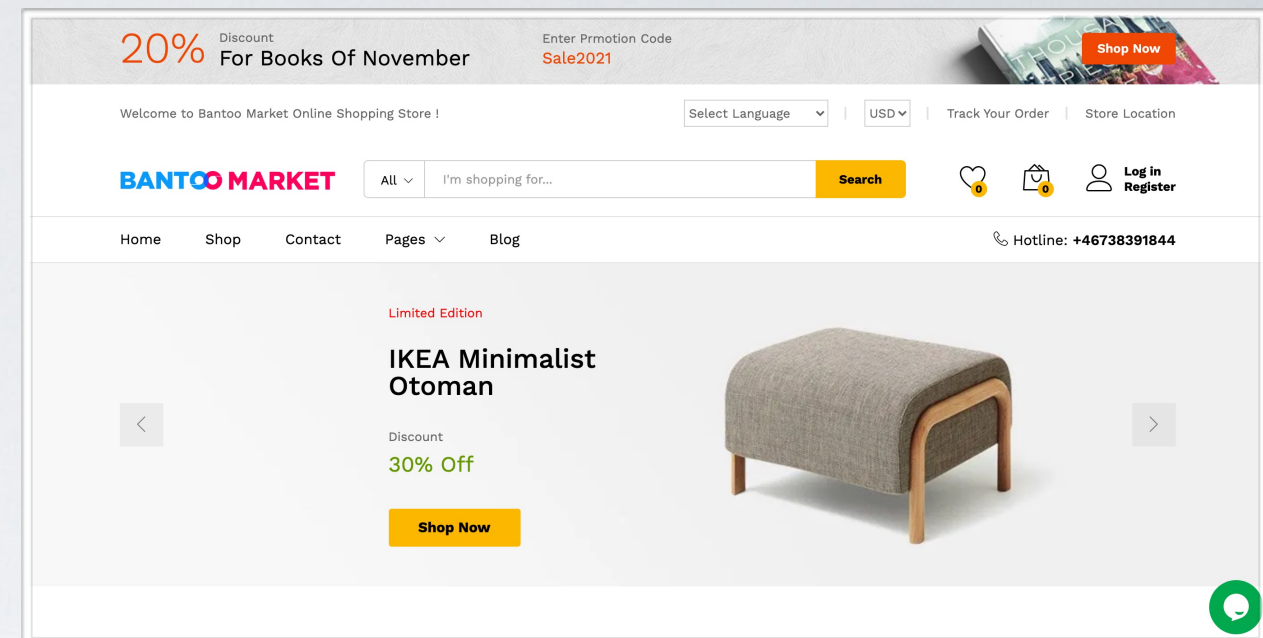 20% Discount
For Books Of November
Enter Prmotion Code
Sale2021
THOUSA
PIE
Shop Now
Welcome to Bantoo Market Online Shopping Store !
Select Language
USD
Track Your Order
Store Location
BANTOO MARKET
All
I'm shopping for...
Search
0
0
Log in
Register
Home Shop Contact Pages Blog
Hotline: +46738391844
Limited Edition
IKEA Minimalist
Otoman
Discount
30% Off
Shop Now